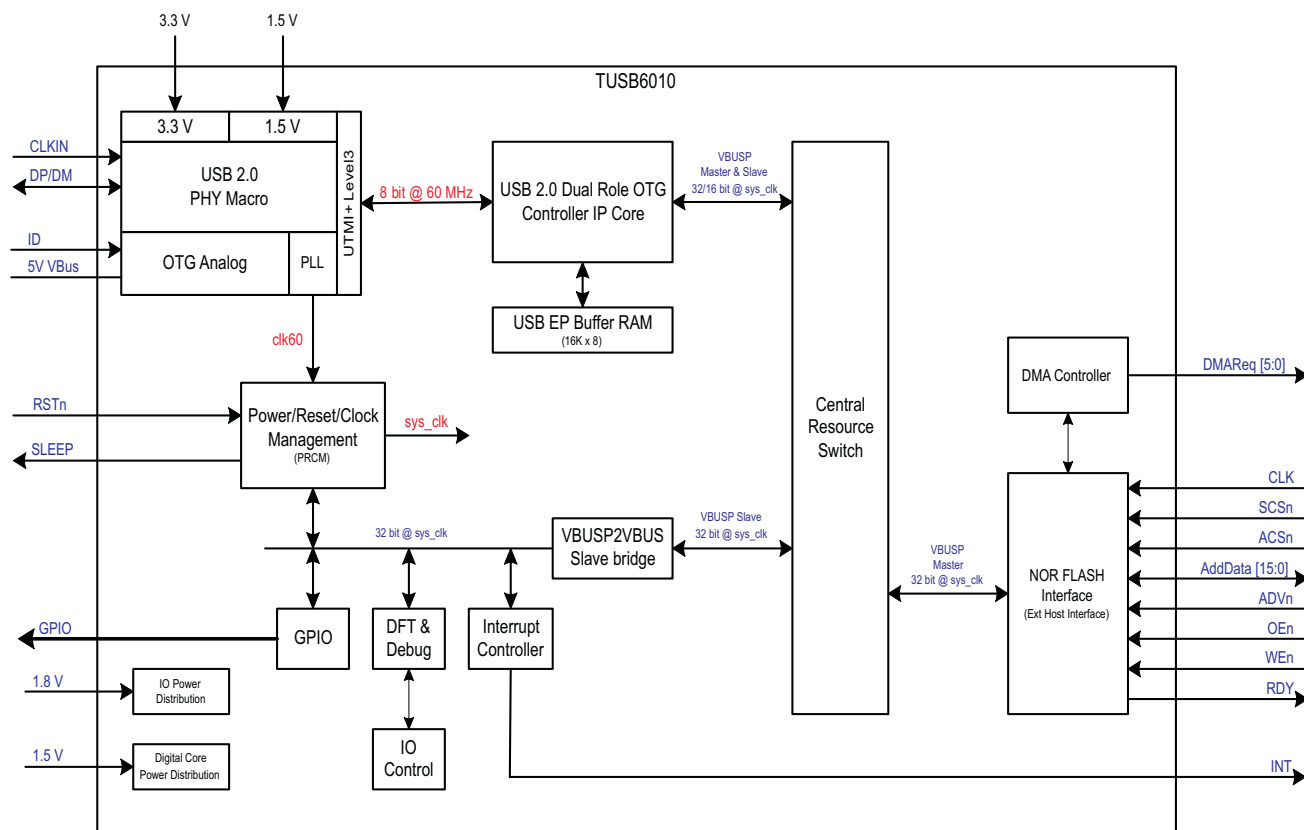 3.3 V
1.5 V
TUSB6010
3.3 V
1.5 V
CLKIN
DP/DM
USB 2.0
PHY Macro
UTMI+ Level3
8 bit @ 60 MHz
USB 2.0 Dual Role OTG
Controller IP Core
VBUSP
Master & Slave
32/16 bit @ sys_clk
ID
5V VBus
OTG Analog
PLL
clk60
USB EP Buffer RAM
(16K x 8)
DMA Controller
DMAReq [5:0]
RSTn
SLEEP
Power/Reset/Clock
Management
(PRCM)
sys_clk
Central
Resource
Switch
32 bit @ sys_clk
VBUSP2VBUS
Slave bridge
VBUSP Slave
32 bit @ sys_clk
VBUSP
Master
32 bit @ sys_clk
NOR FLASH
Interface
(Ext Host Interface)
CLK
SCSn
ACSn
AddData [15:0]
ADVn
OEn
WEn
RDY
GPIO
GPIO
DFT &
Debug
Interrupt
Controller
1.8 V
IO Power
Distribution
1.5 V
Digital Core
Power Distribution
IO
Control
INT